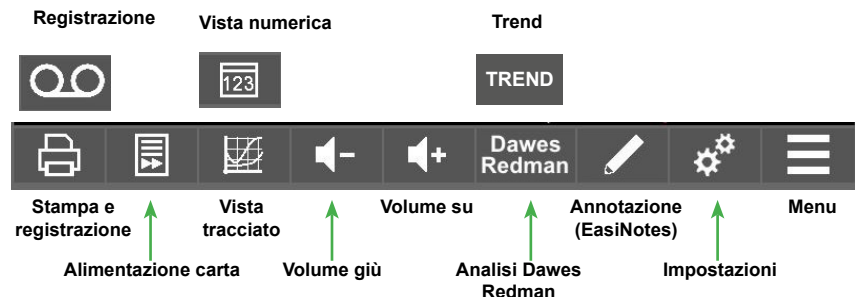 Registrazione
Vista numerica
Trend
123
TREND
Dawes
Redman
Stampa e
registrazione
Vista
tracciato
Volume su
Annotazione
(EasiNotes)
Menu
Alimentazione carta
Volume giù
Analisi Dawes
Redman
Impostazioni